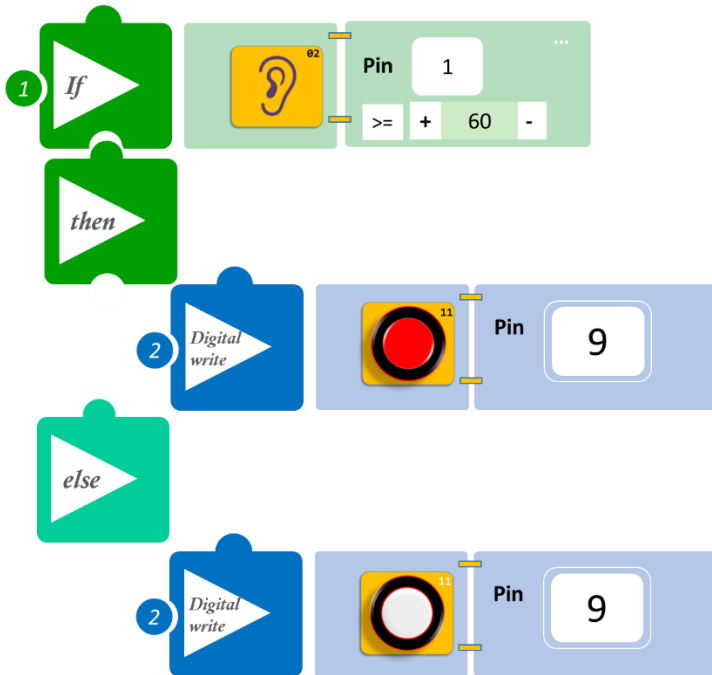 1
If
02
Pin
1
...
>=
+
60
-
then
2
Digital
write
11
Pin
9
else
2
Digital
write
11
Pin
9